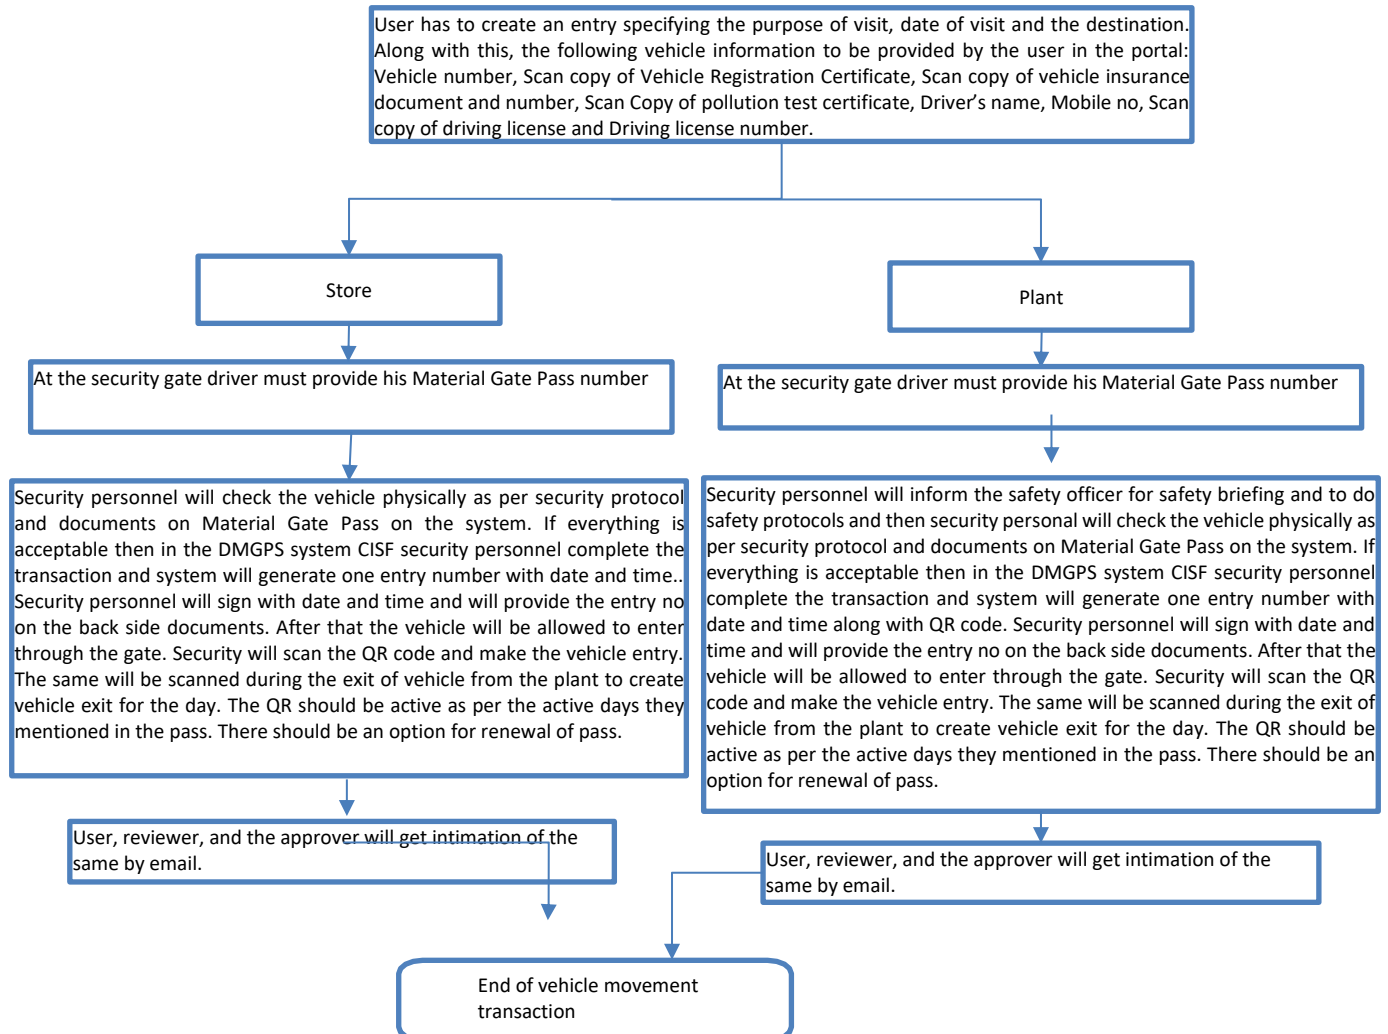 User has to create an entry specifying the purpose of visit, date of visit and the destination.
Along with this, the following vehicle information to be provided by the user in the portal:
Vehicle number, Scan copy of Vehicle Registration Certificate, Scan copy of vehicle insurance
document and number, Scan Copy of pollution test certificate, Driver’s name, Mobile no, Scan
copy of driving license and Driving license number.
Store
Plant
At the security gate driver must provide his Material Gate Pass number
At the security gate driver must provide his Material Gate Pass number
Security personnel will check the vehicle physically as per security protocol
and documents on Material Gate Pass on the system. If everything is
acceptable then in the DMGPS system CISF security personnel complete the
transaction and system will generate one entry number with date and time..
Security personnel will sign with date and time and will provide the entry no
on the back side documents. After that the vehicle will be allowed to enter
through the gate. Security will scan the QR code and make the vehicle entry.
The same will be scanned during the exit of vehicle from the plant to create
vehicle exit for the day. The QR should be active as per the active days they
mentioned in the pass. There should be an option for renewal of pass.
Security personnel will inform the safety officer for safety briefing and to do
safety protocols and then security personal will check the vehicle physically as
per security protocol and documents on Material Gate Pass on the system. If
everything is acceptable then in the DMGPS system CISF security personnel
complete the transaction and system will generate one entry number with
date and time along with QR code. Security personnel will sign with date and
time and will provide the entry no on the back side documents. After that the
vehicle will be allowed to enter through the gate. Security will scan the QR
code and make the vehicle entry. The same will be scanned during the exit of
vehicle from the plant to create vehicle exit for the day. The QR should be
active as per the active days they mentioned in the pass. There should be an
option for renewal of pass.
User, reviewer, and the approver will get intimation of the
same by email.
User, reviewer, and the approver will get intimation of the
same by email.
End of vehicle movement
transaction